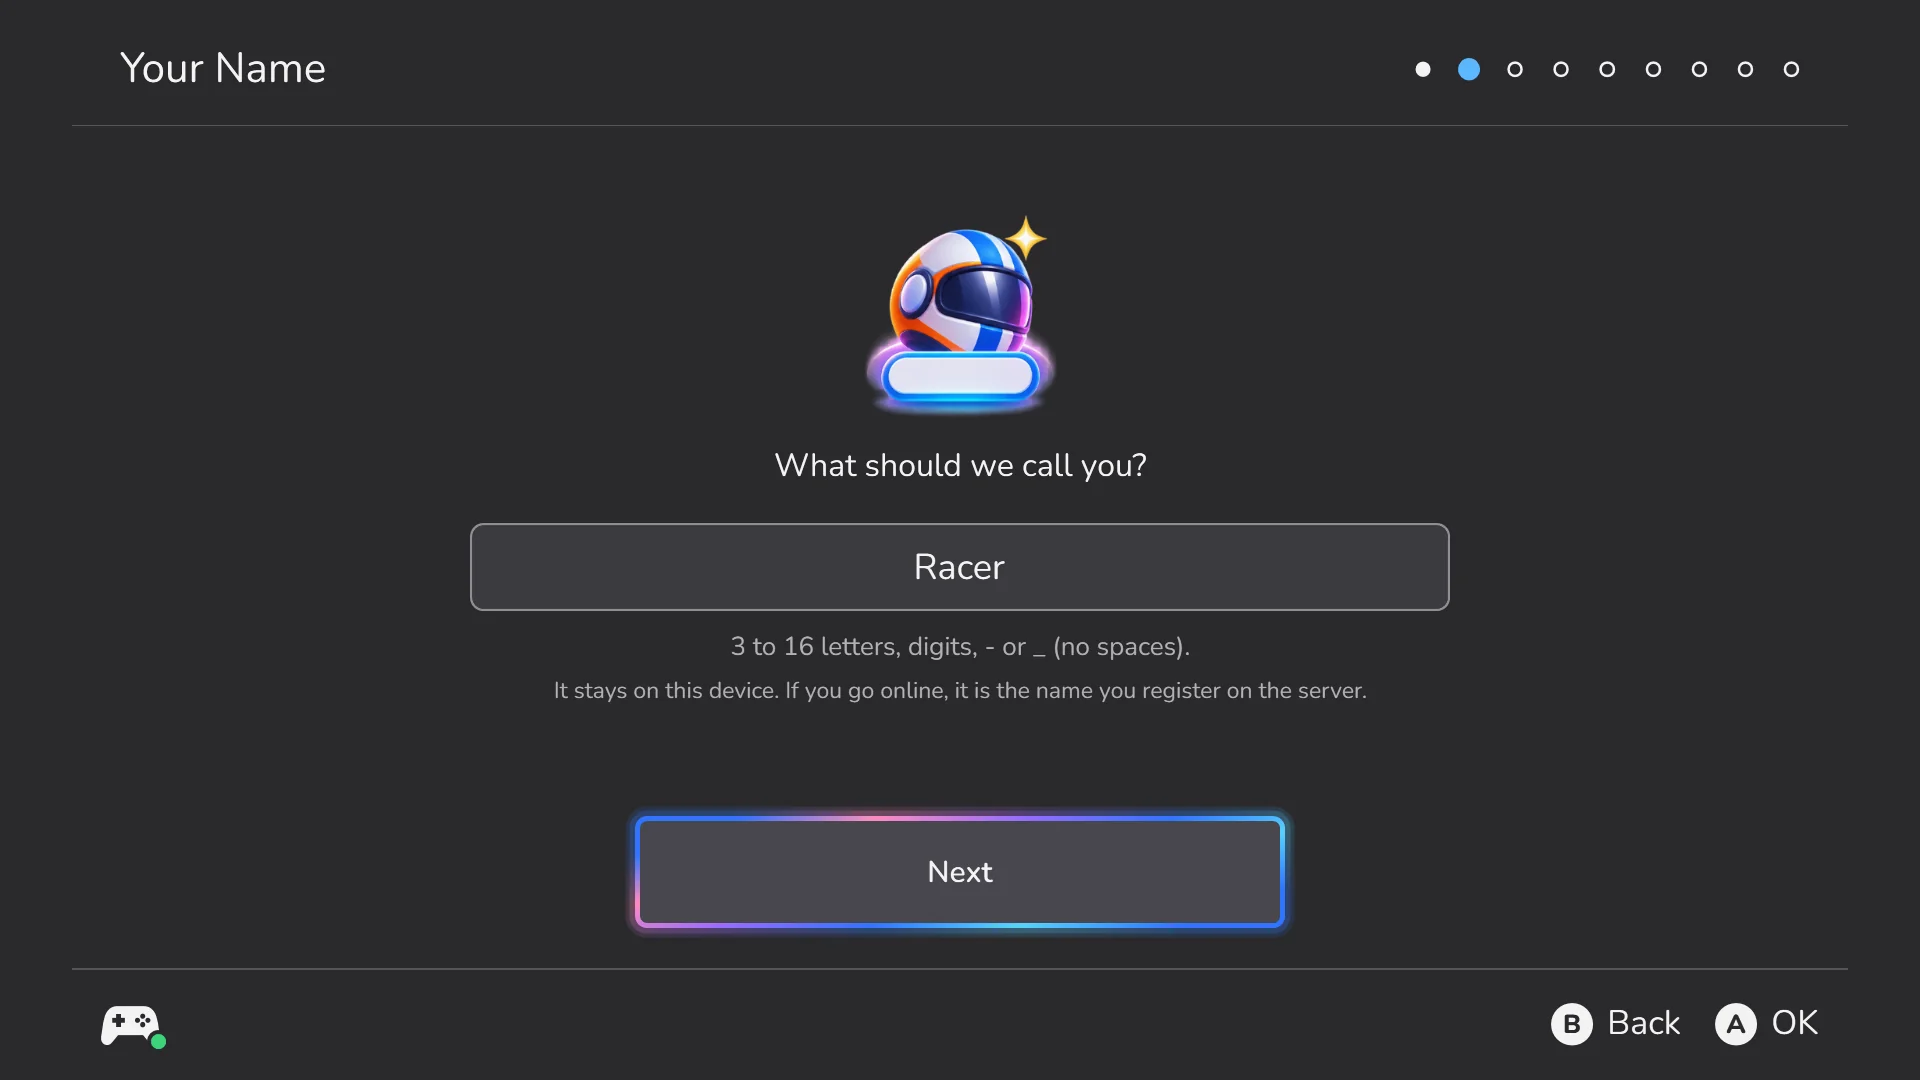 Your Name
What should we call you?
Racer
3 to 16 letters, digits, - or _ (no spaces).
It stays on this device. If you go online, it is the name you register on the server.
Next
B Back A OK